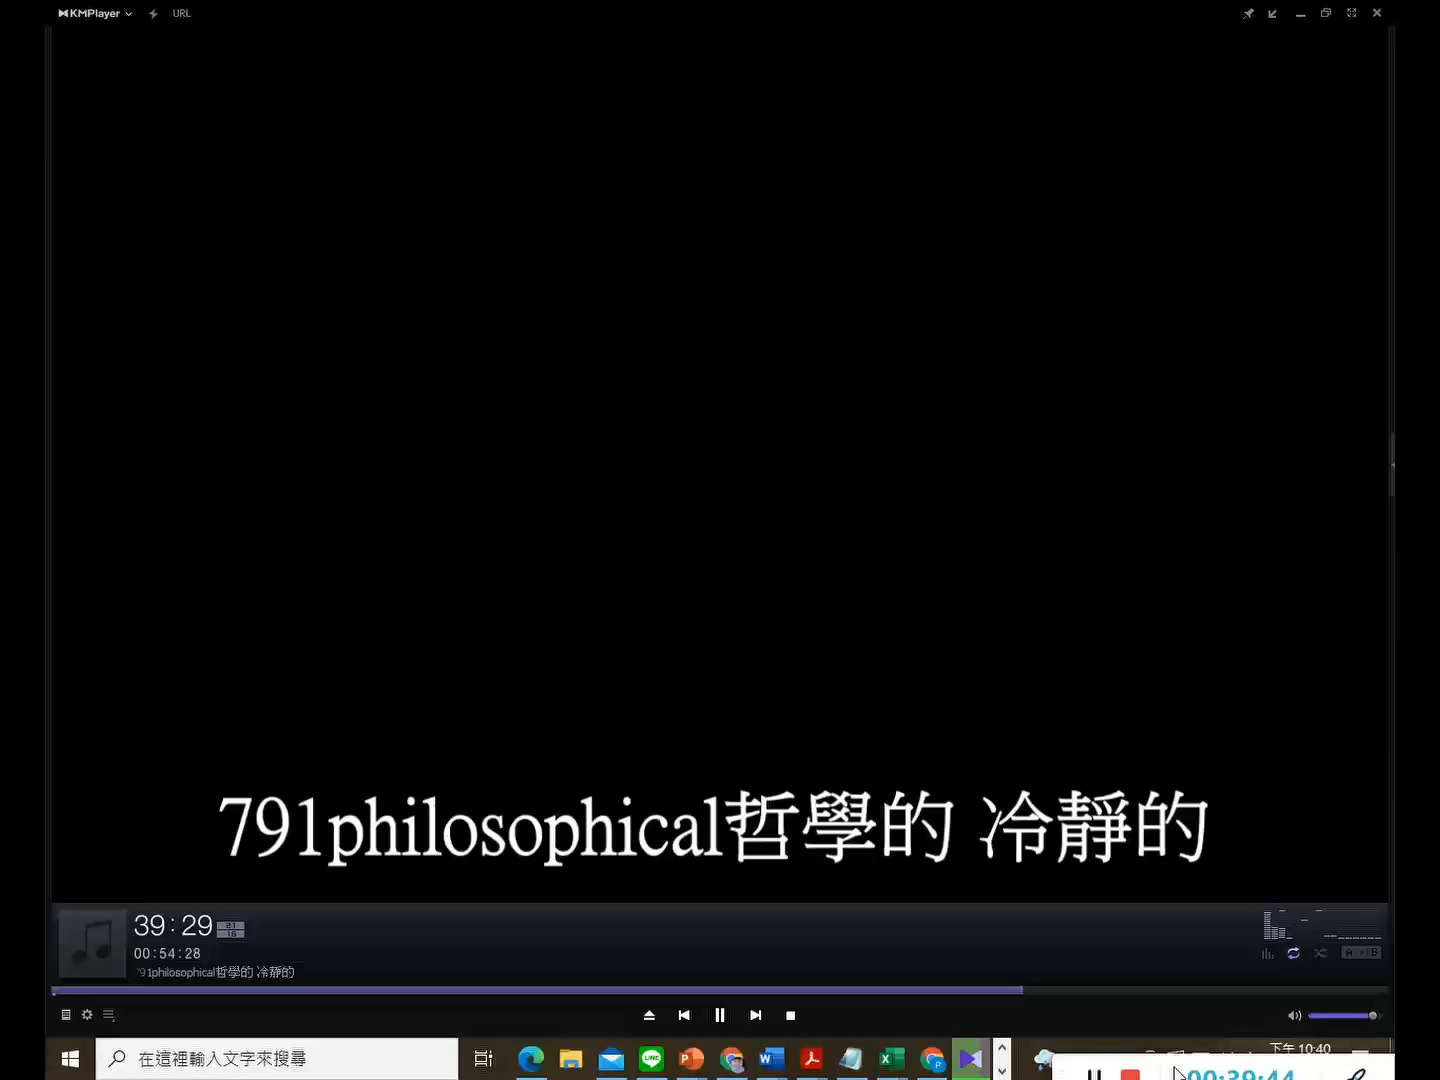 KMPlayer URL
791philosophical哲學的 冷靜的
39:29
00:54:28
791philosophical哲學的 冷靜的
A B
在這裡輸入文字來搜尋
下午 10:40
00:39:44